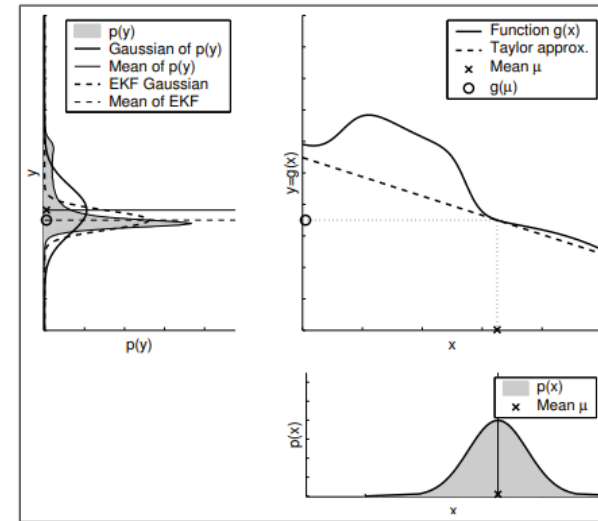 p(y)
Gaussian of p(y)
Mean of p(y)
EKF Gaussian
Mean of EKF
y
p(y)
Function g(x)
Taylor approx.
Mean μ
g(μ)
y=g(x)
x
p(x)
Mean μ
p(x)
x